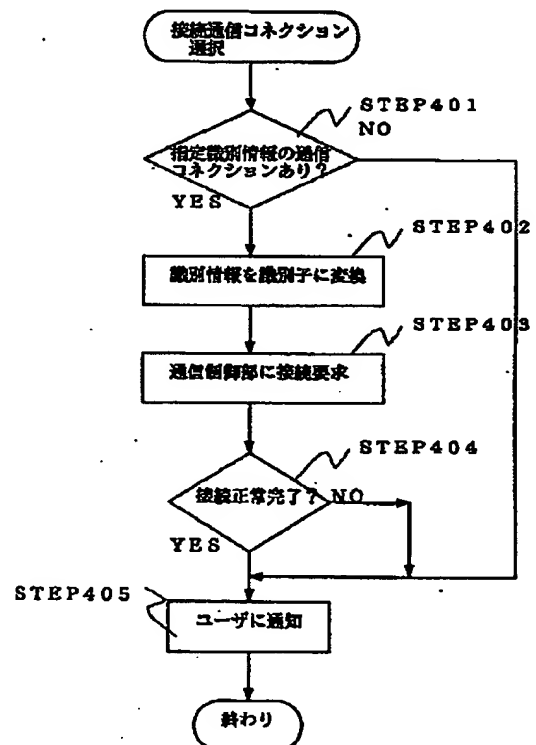 接続通信コネクション
選択
STEP401
NO
指定識別情報の通信
コネクションあり？
YES
STEP402
識別情報を識別子に変換
STEP403
通信制御部に接続要求
STEP404
接続正常完了？ NO
YES
STEP405
ユーザに通知
終わり